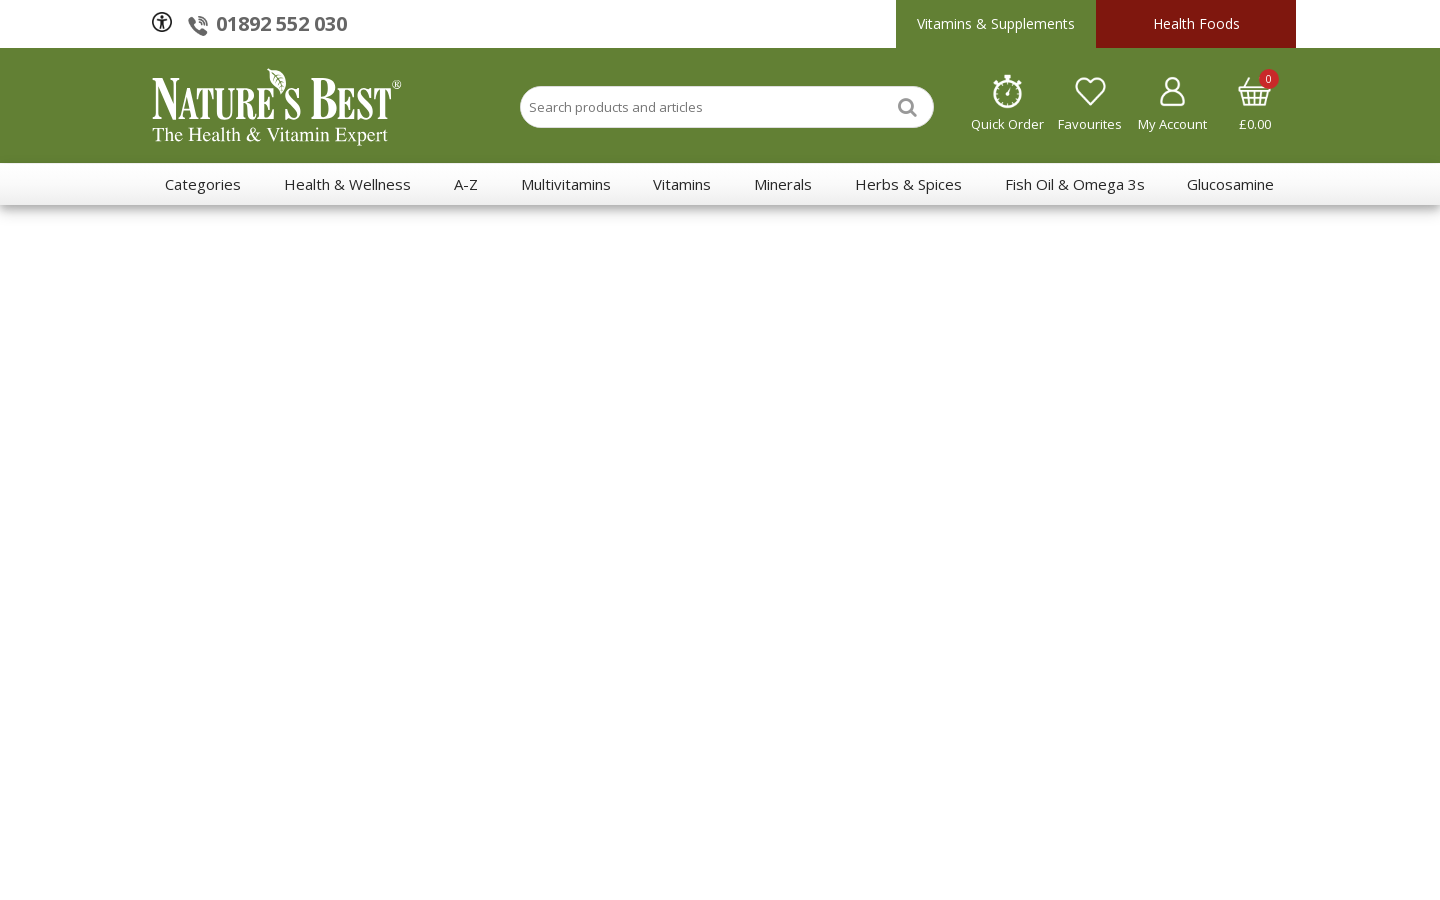 01892 552 030
Vitamins & Supplements
Health Foods
NATURE'S BEST®
The Health & Vitamin Expert
Search products and articles
Quick Order
Favourites
My Account
0
£0.00
Categories
Health & Wellness
A-Z
Multivitamins
Vitamins
Minerals
Herbs & Spices
Fish Oil & Omega 3s
Glucosamine